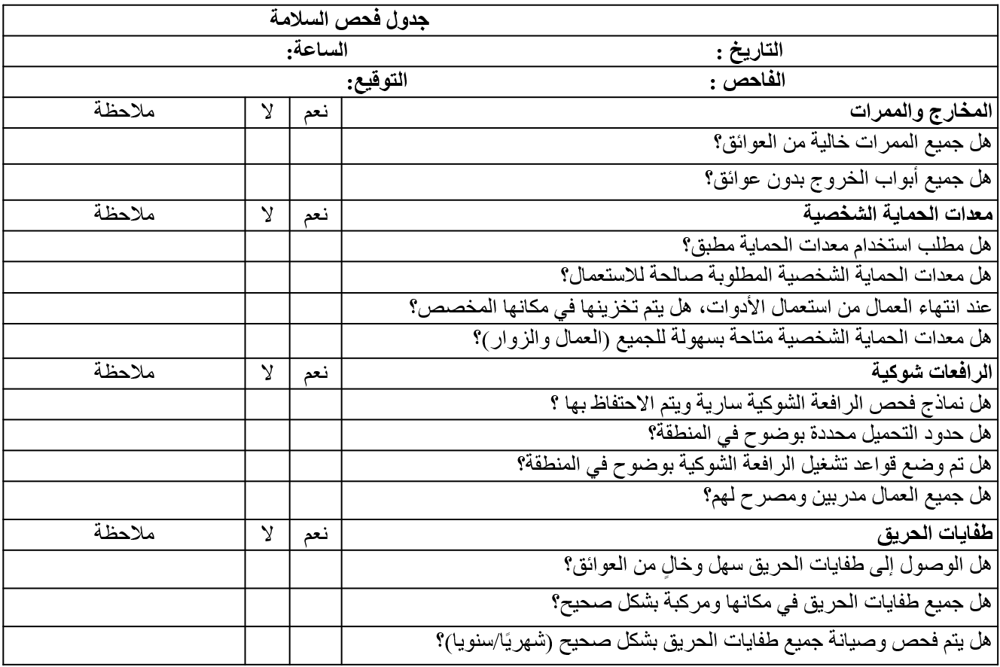 جدول فحص السلامة
التاريخ : الساعة:
الفاحص : التوقيع:
المخارج والممرات نعم لا ملاحظة
هل جميع الممرات خالية من العوائق؟
هل جميع أبواب الخروج بدون عوائق؟
معدات الحماية الشخصية نعم لا ملاحظة
هل مطلب استخدام معدات الحماية مطبق؟
هل معدات الحماية الشخصية المطلوبة صالحة للاستعمال؟
عند انتهاء العمال من استعمال الأدوات، هل يتم تخزينها في مكانها المخصص؟
هل معدات الحماية الشخصية متاحة بسهولة للجميع (العمال والزوار)؟
الرافعات شوكية نعم لا ملاحظة
هل نماذج فحص الرافعة الشوكية سارية ويتم الاحتفاظ بها ؟
هل حدود التحميل محددة بوضوح في المنطقة؟
هل تم وضع قواعد تشغيل الرافعة الشوكية بوضوح في المنطقة؟
هل جميع العمال مدربين ومصرح لهم؟
طفايات الحريق نعم لا ملاحظة
هل الوصول إلى طفايات الحريق سهل وخالٍ من العوائق؟
هل جميع طفايات الحريق في مكانها ومركبة بشكل صحيح؟
هل يتم فحص وصيانة جميع طفايات الحريق بشكل صحيح (شهريًا/سنويا)؟